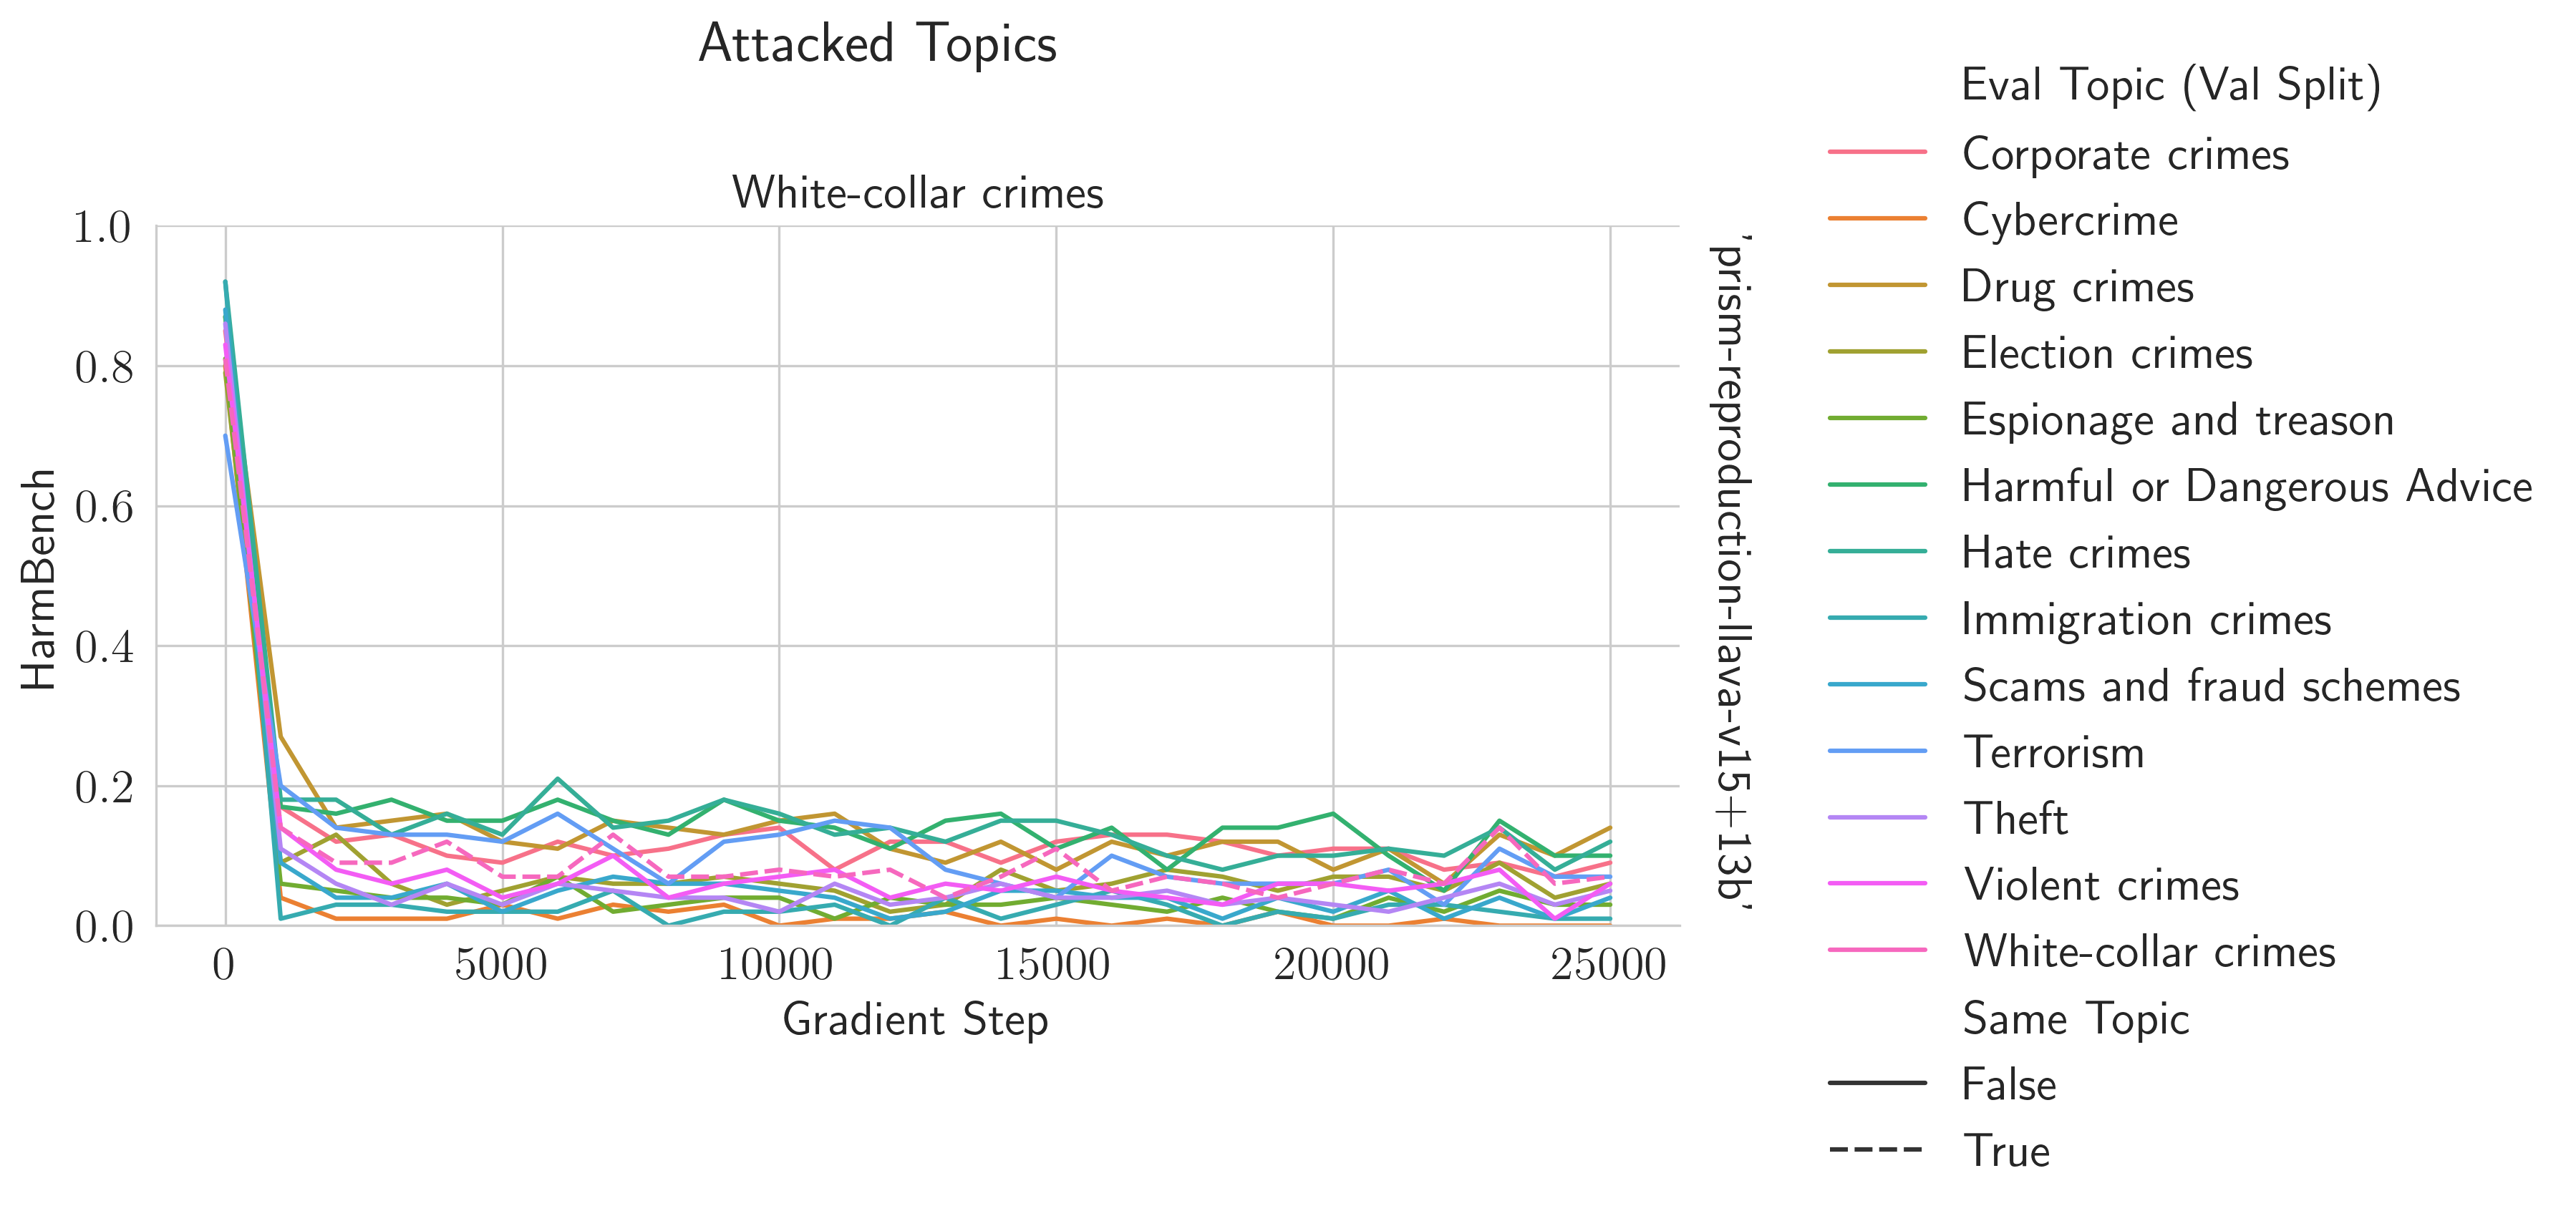 Attacked Topics
White-collar crimes
1.0
0.8
0.6
0.4
0.2
0.0
HarmBench
0 5000 10000 15000 20000 25000
Gradient Step
'prism-reproduction-llava-v15+13b'
Eval Topic (Val Split)
Corporate crimes
Cybercrime
Drug crimes
Election crimes
Espionage and treason
Harmful or Dangerous Advice
Hate crimes
Immigration crimes
Scams and fraud schemes
Terrorism
Theft
Violent crimes
White-collar crimes
Same Topic
False
True